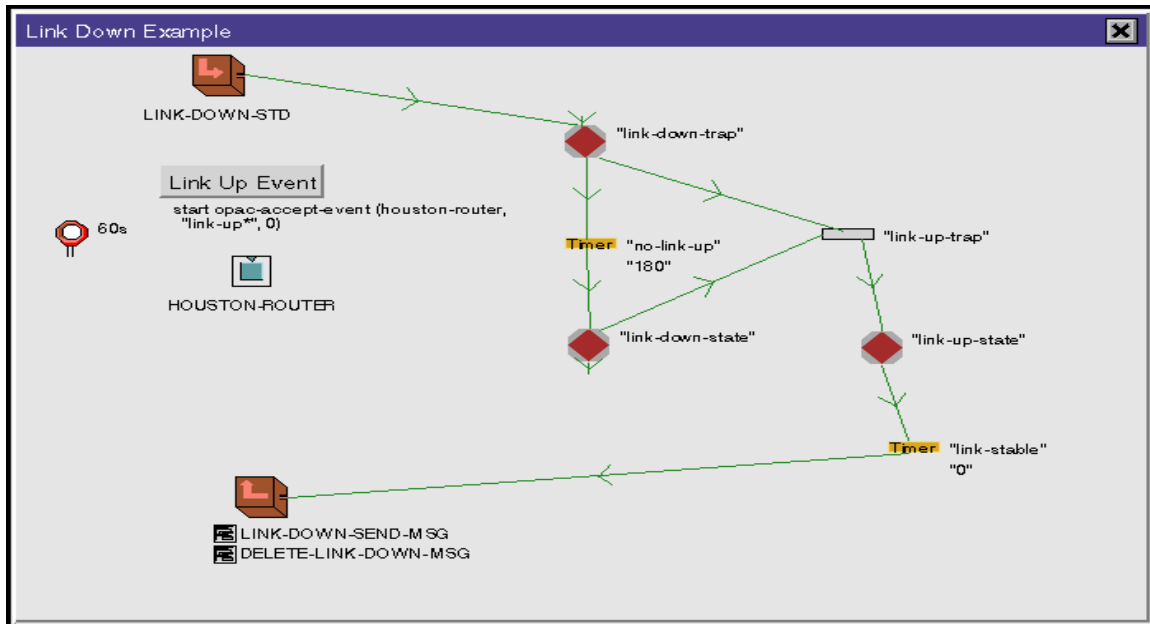 Link Down Example
LINK-DOWN-STD
"link-down-trap"
Link Up Event
start opac-accept-event (houston-router,
"link-up*", 0)
60s
"link-up-trap"
Timer "no-link-up"
"180"
HOUSTON-ROUTER
"link-down-state"
"link-up-state"
Timer "link-stable"
"0"
LINK-DOWN-SEND-MSG
DELETE-LINK-DOWN-MSG